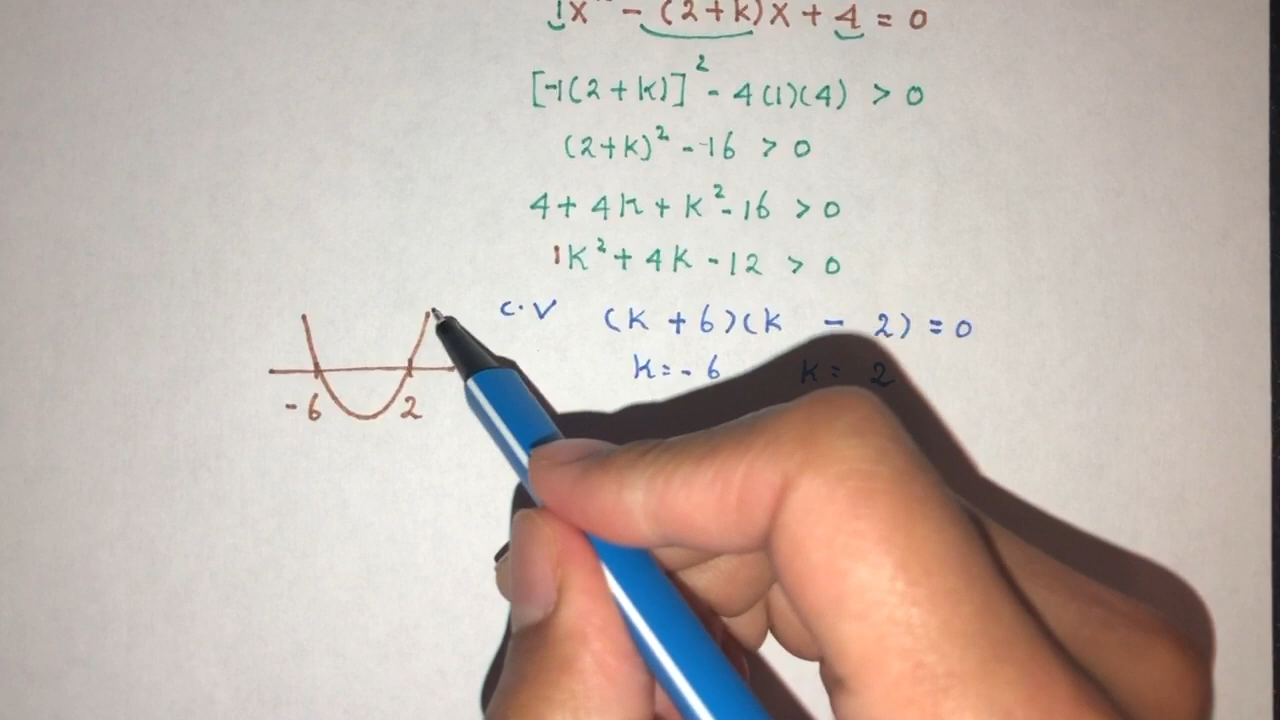 1x² - (2+k)x + 4 = 0
[-1(2+k)]² - 4(1)(4) > 0
(2+k)² - 16 > 0
4 + 4k + k² - 16 > 0
1k² + 4k - 12 > 0
c.v (k + 6)(k - 2) = 0
k = -6 k = 2
-6 2